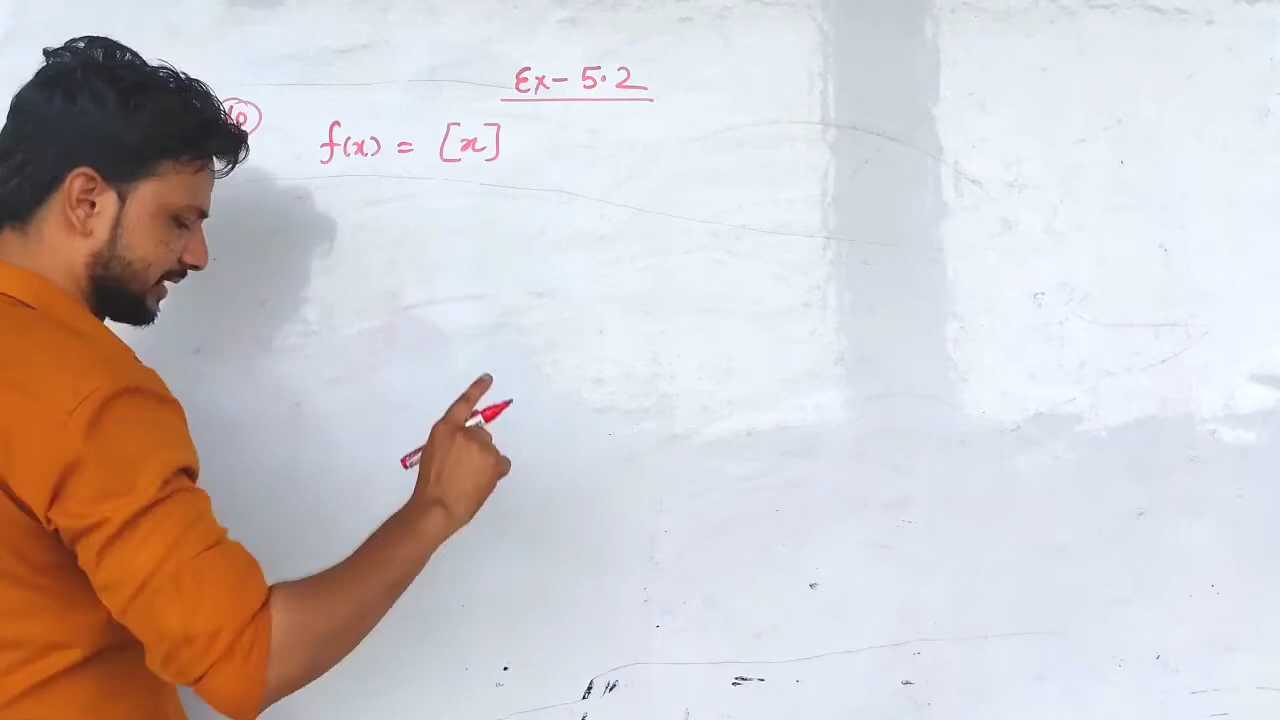 Ex- 5.2
f(x) = [x]